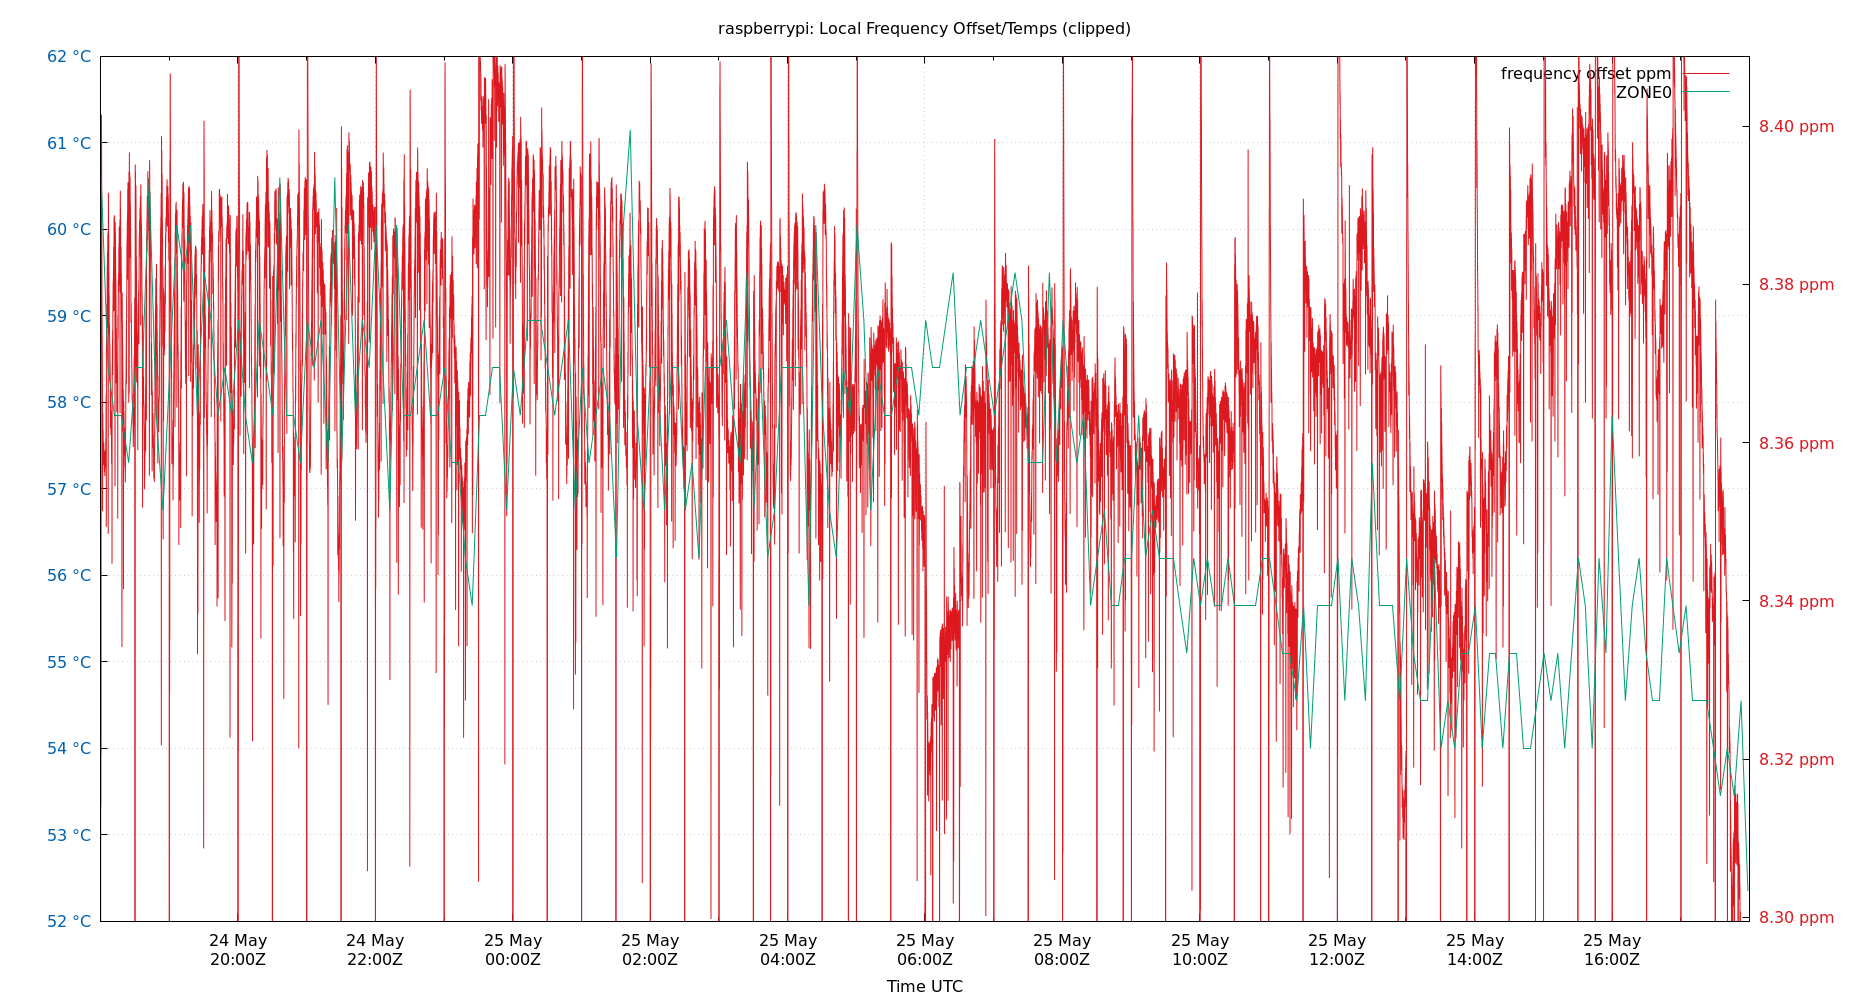 raspberrypi: Local Frequency Offset/Temps (clipped)
62 °C
61 °C
60 °C
59 °C
58 °C
57 °C
56 °C
55 °C
54 °C
53 °C
52 °C
frequency offset ppm
ZONE0
8.40 ppm
8.38 ppm
8.36 ppm
8.34 ppm
8.32 ppm
8.30 ppm
24 May 24 May 25 May 25 May 25 May 25 May 25 May 25 May 25 May 25 May 25 May
20:00Z 22:00Z 00:00Z 02:00Z 04:00Z 06:00Z 08:00Z 10:00Z 12:00Z 14:00Z 16:00Z
Time UTC